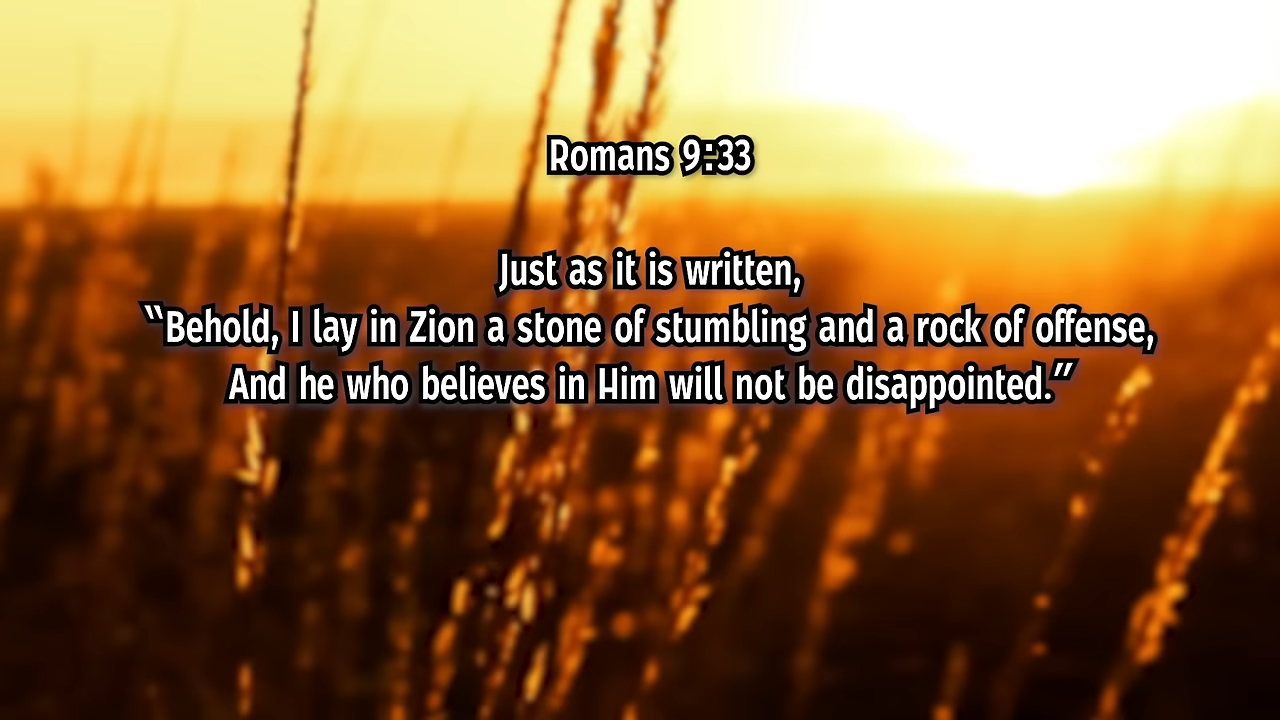 Romans 9:33
Just as it is written,
“Behold, I lay in Zion a stone of stumbling and a rock of offense,
And he who believes in Him will not be disappointed.”